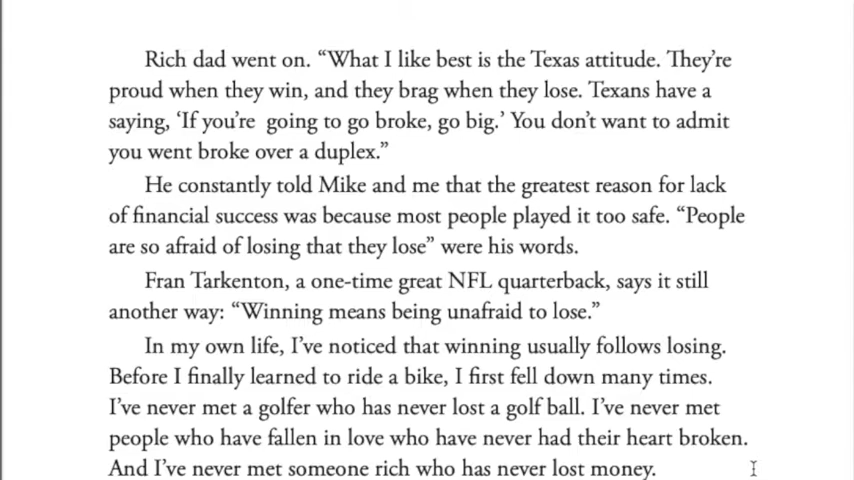 Rich dad went on. “What I like best is the Texas attitude. They’re
proud when they win, and they brag when they lose. Texans have a
saying, ‘If you’re  going to go broke, go big.’ You don’t want to admit
you went broke over a duplex.”
He constantly told Mike and me that the greatest reason for lack
of financial success was because most people played it too safe. “People
are so afraid of losing that they lose” were his words.
Fran Tarkenton, a one-time great NFL quarterback, says it still
another way: “Winning means being unafraid to lose.”
In my own life, I’ve noticed that winning usually follows losing.
Before I finally learned to ride a bike, I first fell down many times.
I’ve never met a golfer who has never lost a golf ball. I’ve never met
people who have fallen in love who have never had their heart broken.
And I’ve never met someone rich who has never lost money.